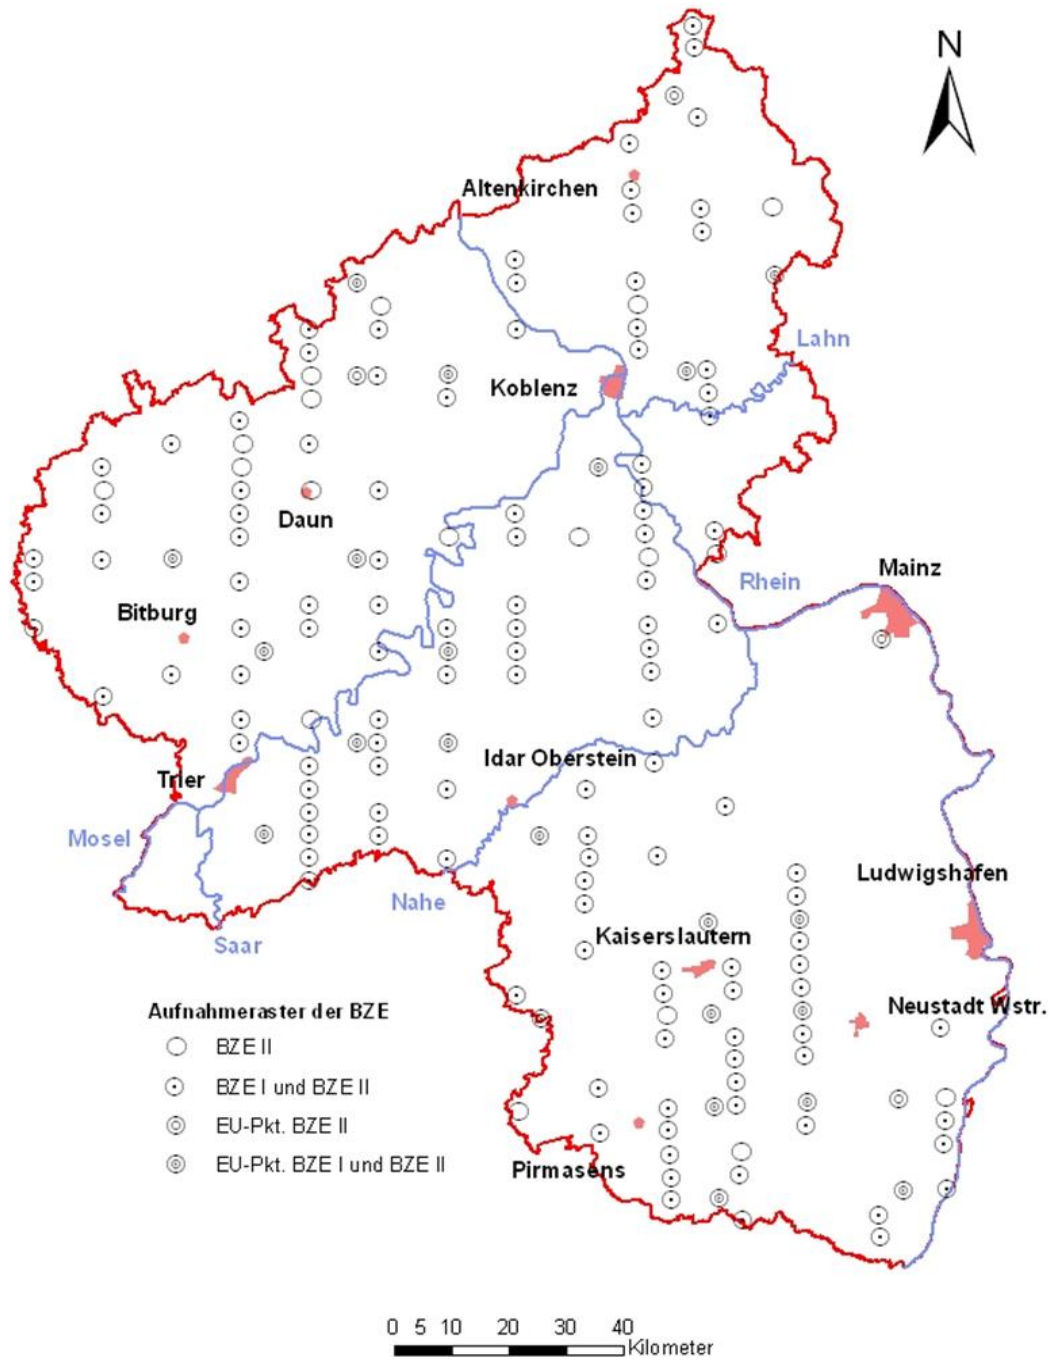 N
Altenkirchen
Lahn
Koblenz
Daun
Mainz
Rhein
Bitburg
Idar Oberstein
Trier
Mosel
Ludwigshafen
Nahe
Kaiserslautern
Saar
Neustadt Wstr.
Aufnahmeraster der BZE
BZE II
BZE I und BZE II
EU-Pkt. BZE II
EU-Pkt. BZE I und BZE II
Pirmasens
0 5 10 20 30 40
Kilometer